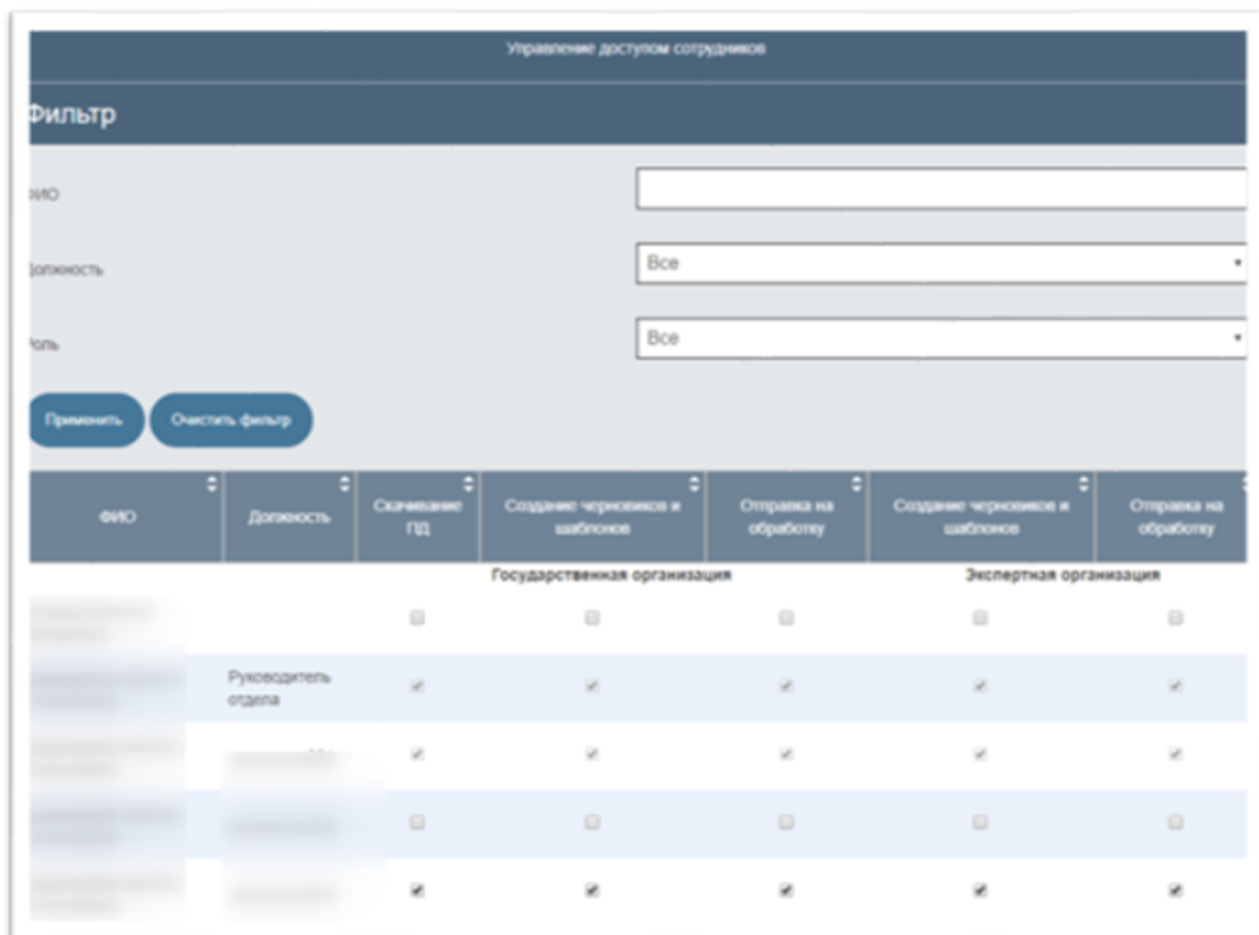 Управление доступом сотрудников
Фильтр
ФИО
Должность
Все
Роль
Все
Применить Очистить фильтр
ФИО Должность Скачивание ПД Создание черновиков и шаблонов Отправка на обработку Создание черновиков и шаблонов Отправка на обработку
Государственная организация Экспертная организация
Руководитель
отдела